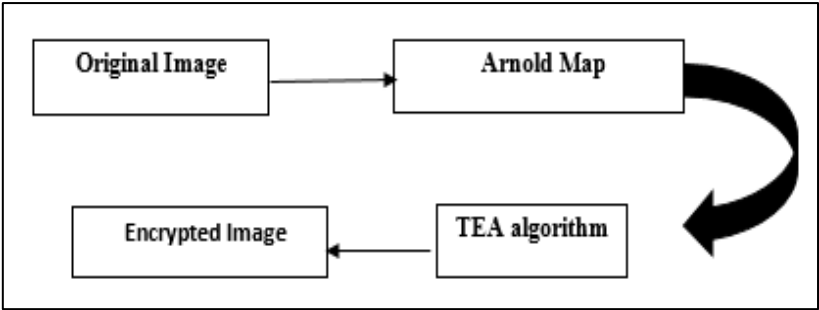 Original Image
Arnold Map
TEA algorithm
Encrypted Image